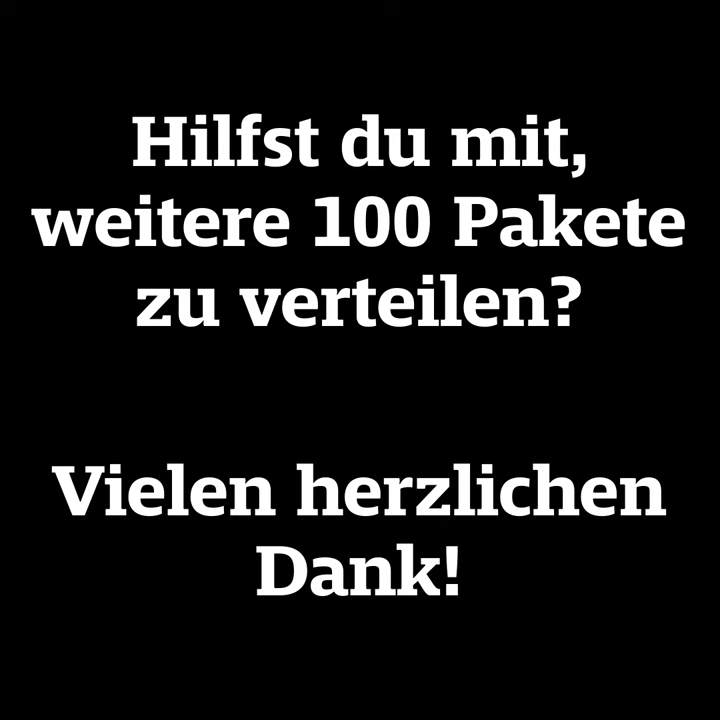 Hilfst du mit,
weitere 100 Pakete
zu verteilen?
Vielen herzlichen
Dank!